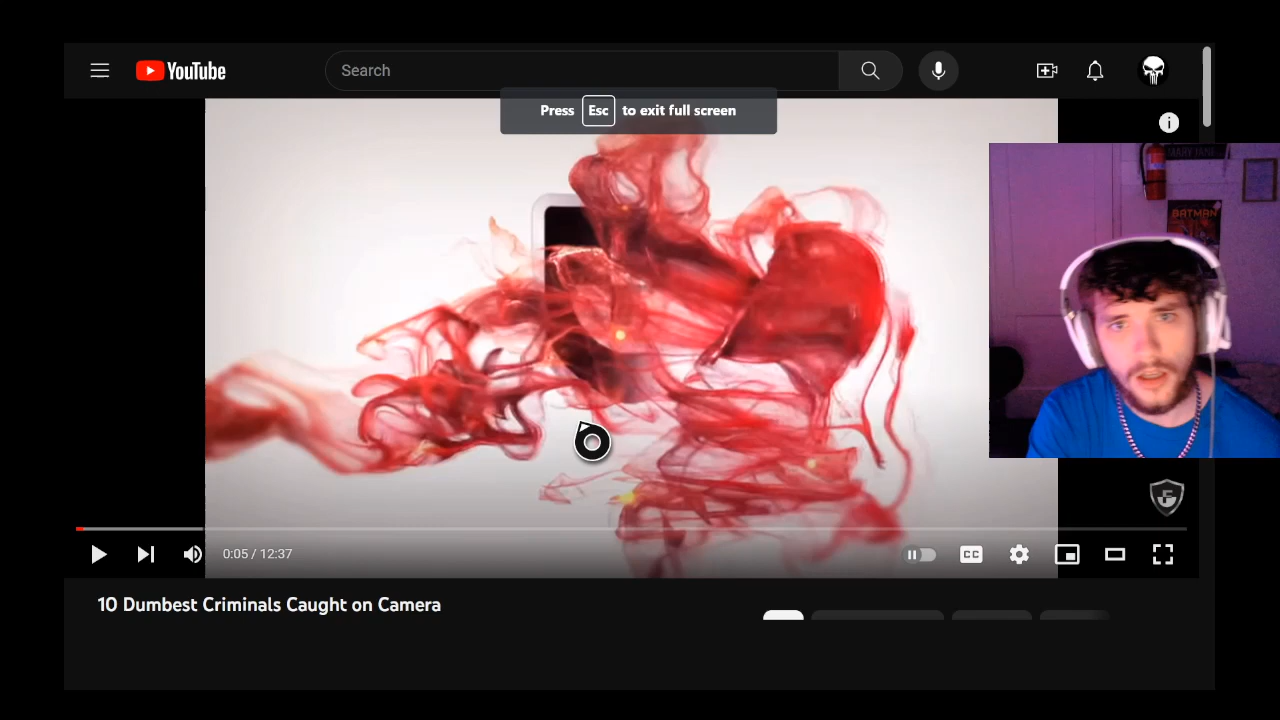 YouTube
Search
Press Esc to exit full screen
BATMAN
0:05 / 12:37
CC
10 Dumbest Criminals Caught on Camera